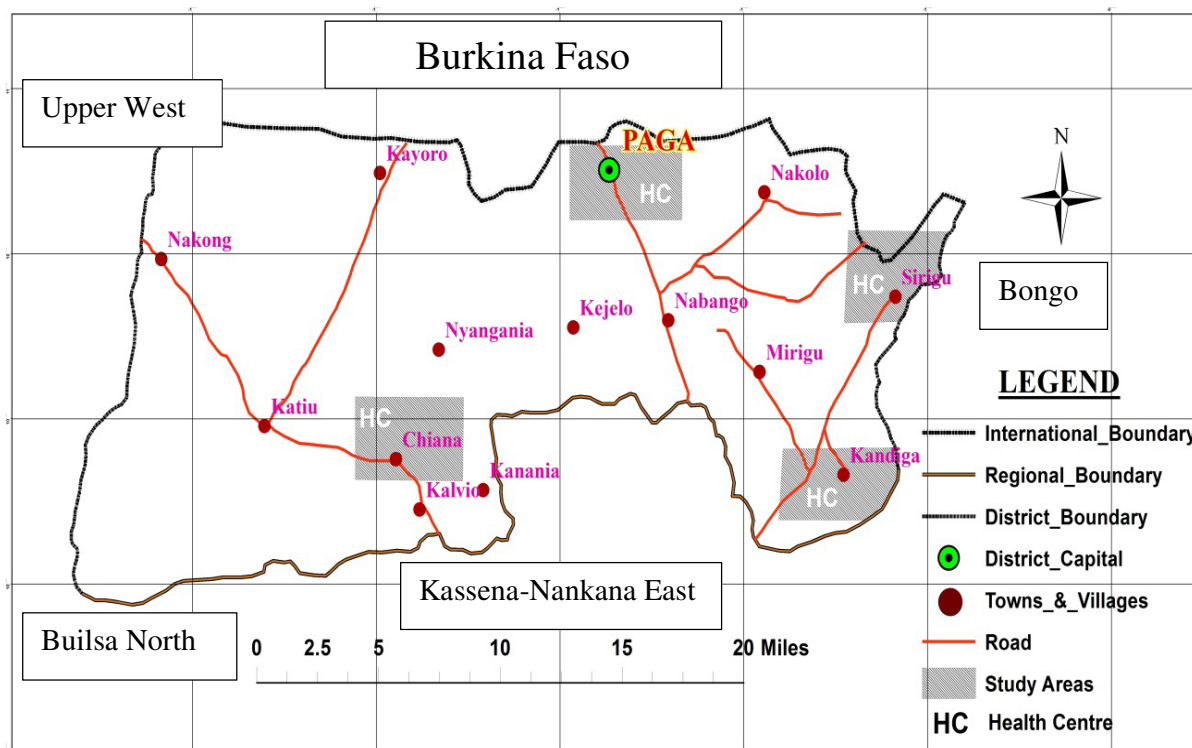 Burkina Faso
Upper West
PAGA
Kayoro
HC
Nakolo
N
Nakong
Sirigu
HC
Bongo
Kejelo
Nabango
Nyangania
Mirigu
LEGEND
Katiu
HC
Chiana
Kandiga
International_Boundary
Kanania
Regional_Boundary
Kalvio
HC
District_Boundary
District_Capital
Kassena-Nankana East
Towns_&_Villages
Builsa North
0 2.5 5 10 15 20 Miles
Road
Study Areas
HC Health Centre